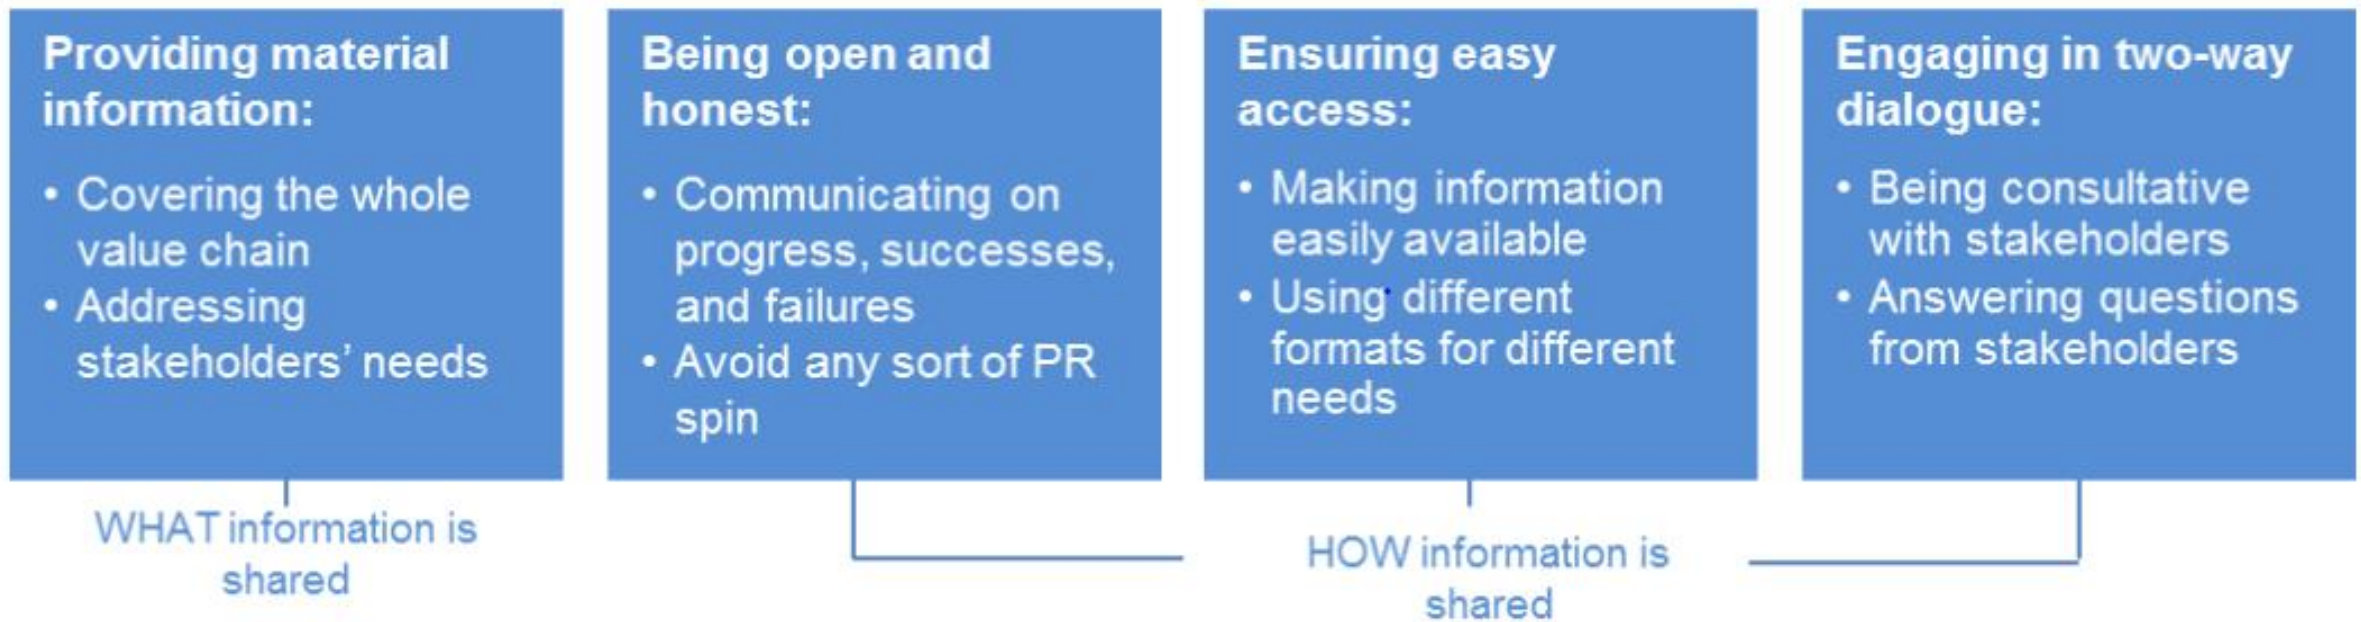 Providing material
information:
• Covering the whole
value chain
• Addressing
stakeholders' needs
Being open and
honest:
• Communicating on
progress, successes,
and failures
• Avoid any sort of PR
spin
Ensuring easy
access:
• Making information
easily available
• Using different
formats for different
needs
Engaging in two-way
dialogue:
• Being consultative
with stakeholders
• Answering questions
from stakeholders
WHAT information is
shared
HOW information is
shared